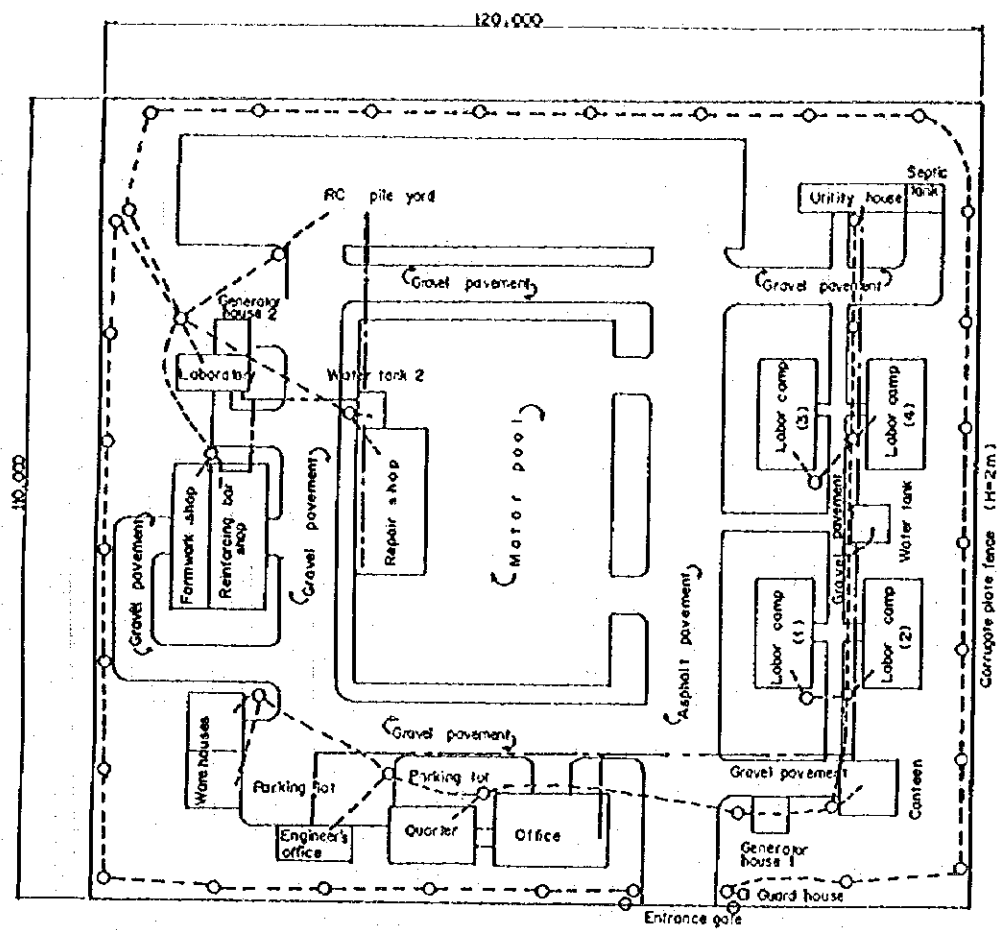 120,000
110,000
RC pile yard
Septic
tank
Utility house
Gravel pavement
Gravel pavement
Generator
house 2
Laboratory
Water tank 2
Labor camp
(3)
Labor camp
(4)
Motor pool
Repair shop
Gravel pavement
Formwork shop
Reinforcing bar
shop
Gravel pavement
Gravel pavement
Water tank
Corrugate plate fence (H=2m)
Labor camp
(1)
Labor camp
(2)
Asphalt pavement
Warehouses
Gravel pavement
Parking lot
Parking lot
Gravel pavement
Canteen
Engineer's
office
Quarter
Office
Generator
house 1
Guard house
Entrance gate